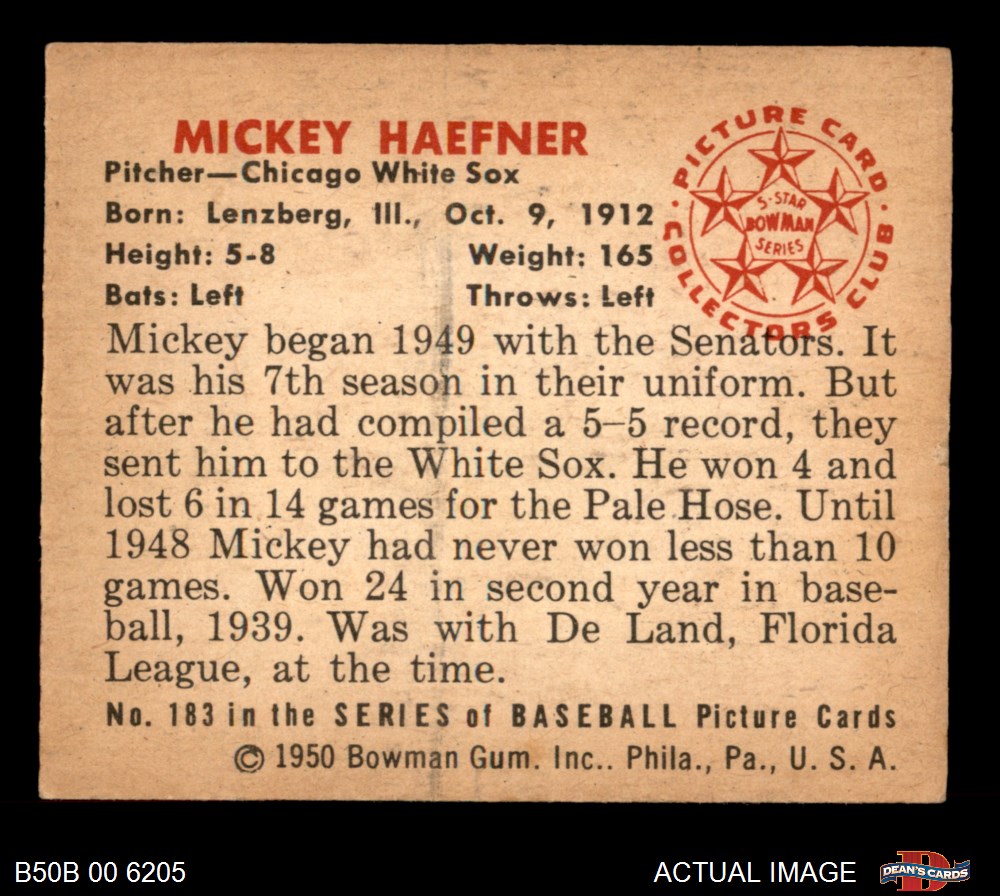 MICKEY HAEFNER
Pitcher—Chicago White Sox
Born: Lenzberg, Ill., Oct. 9, 1912
Height: 5-8 Weight: 165
Bats: Left Throws: Left
PICTURE CARD
COLLECTORS CLUB
5-STAR
BOWMAN
SERIES
Mickey began 1949 with the Senators. It
was his 7th season in their uniform. But
after he had compiled a 5–5 record, they
sent him to the White Sox. He won 4 and
lost 6 in 14 games for the Pale Hose. Until
1948 Mickey had never won less than 10
games. Won 24 in second year in base-
ball, 1939. Was with De Land, Florida
League, at the time.
No. 183 in the SERIES of BASEBALL Picture Cards
© 1950 Bowman Gum. Inc.. Phila., Pa., U. S. A.
B50B 00 6205
ACTUAL IMAGE
D
DEAN'S CARDS